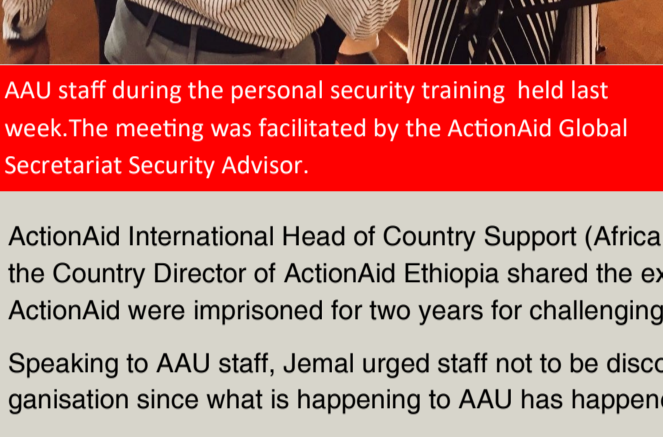 AAU staff during the personal security training held last
week.The meeting was facilitated by the ActionAid Global
Secretariat Security Advisor.
ActionAid International Head of Country Support (Africa
the Country Director of ActionAid Ethiopia shared the
ActionAid were imprisoned for two years for challenging
Speaking to AAU staff, Jemal urged staff not to be
ganisation since what is happening to AAU has